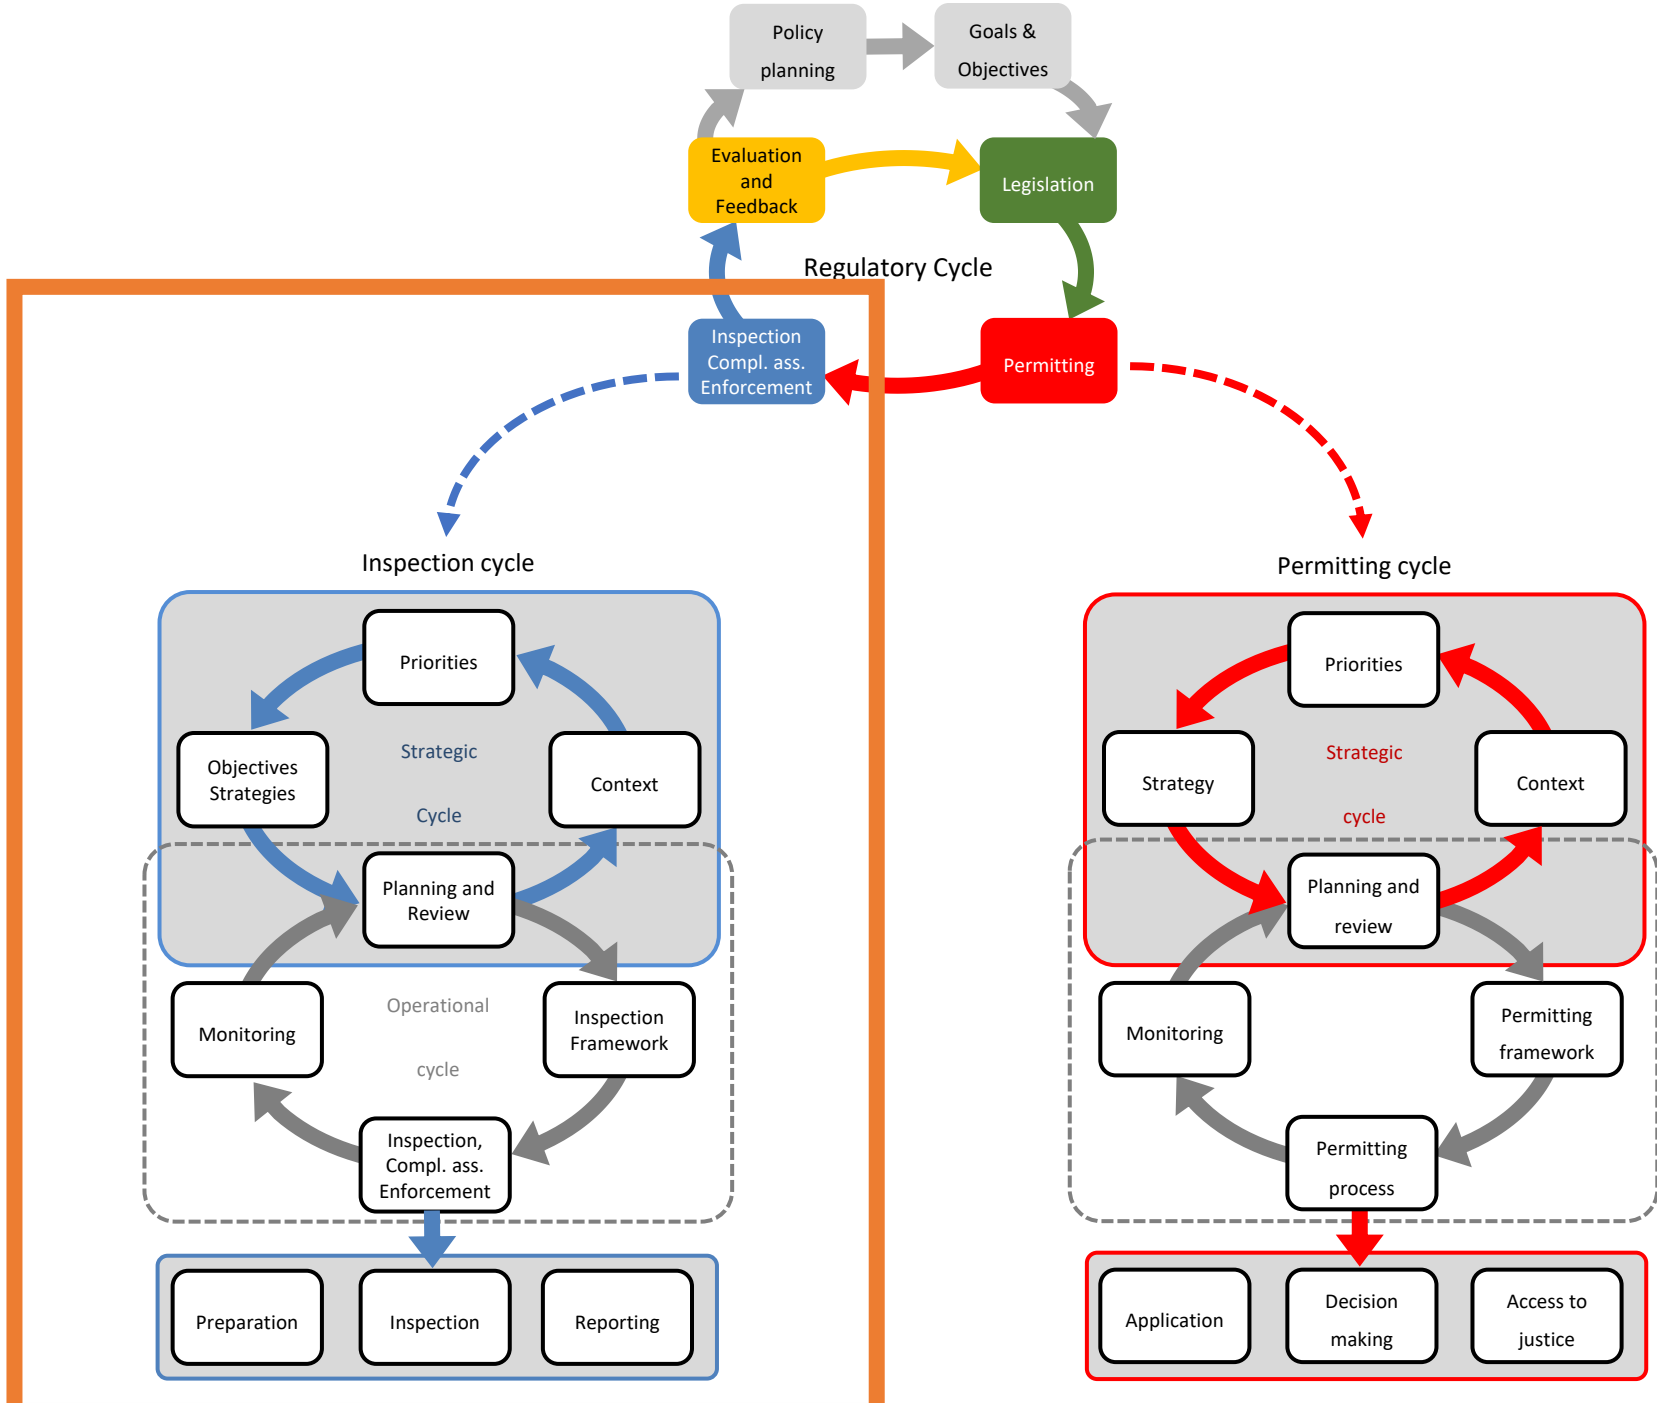 Policy
planning
Goals &
Objectives
Evaluation
and
Feedback
Legislation
Regulatory Cycle
Inspection
Compl. ass.
Enforcement
Permitting
Inspection cycle
Priorities
Objectives
Strategies
Strategic
Cycle
Context
Planning and
Review
Monitoring
Operational
cycle
Inspection
Framework
Inspection,
Compl. ass.
Enforcement
Preparation
Inspection
Reporting
Permitting cycle
Priorities
Strategy
Strategic
cycle
Context
Planning and
review
Monitoring
Permitting
framework
Permitting
process
Application
Decision
making
Access to
justice